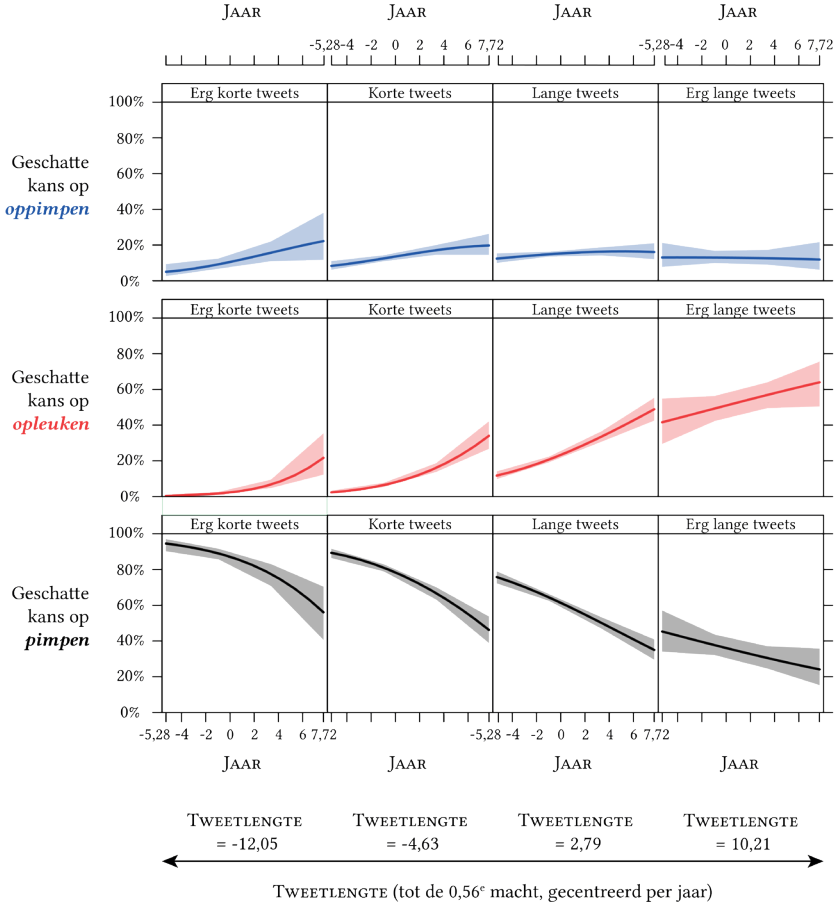 Jaar Jaar Jaar Jaar
-5,28-4 -2 0 2 4 6 7,72 -5,28-4 -2 0 2 4 6 7,72
Erg korte tweets Korte tweets Lange tweets Erg lange tweets
100%
80%
60%
40%
20%
0%
Geschatte
kans op
oppimpen
Erg korte tweets Korte tweets Lange tweets Erg lange tweets
100%
80%
60%
40%
20%
0%
Geschatte
kans op
opleuken
Erg korte tweets Korte tweets Lange tweets Erg lange tweets
100%
80%
60%
40%
20%
0%
Geschatte
kans op
pimpen
-5,28 -4 -2 0 2 4 6 7,72 -5,28 -4 -2 0 2 4 6 7,72
Jaar Jaar Jaar Jaar
Tweetlengte Tweetlengte Tweetlengte Tweetlengte
= -12,05 = -4,63 = 2,79 = 10,21
Tweetlengte (tot de 0,56e macht, gecentreerd per jaar)